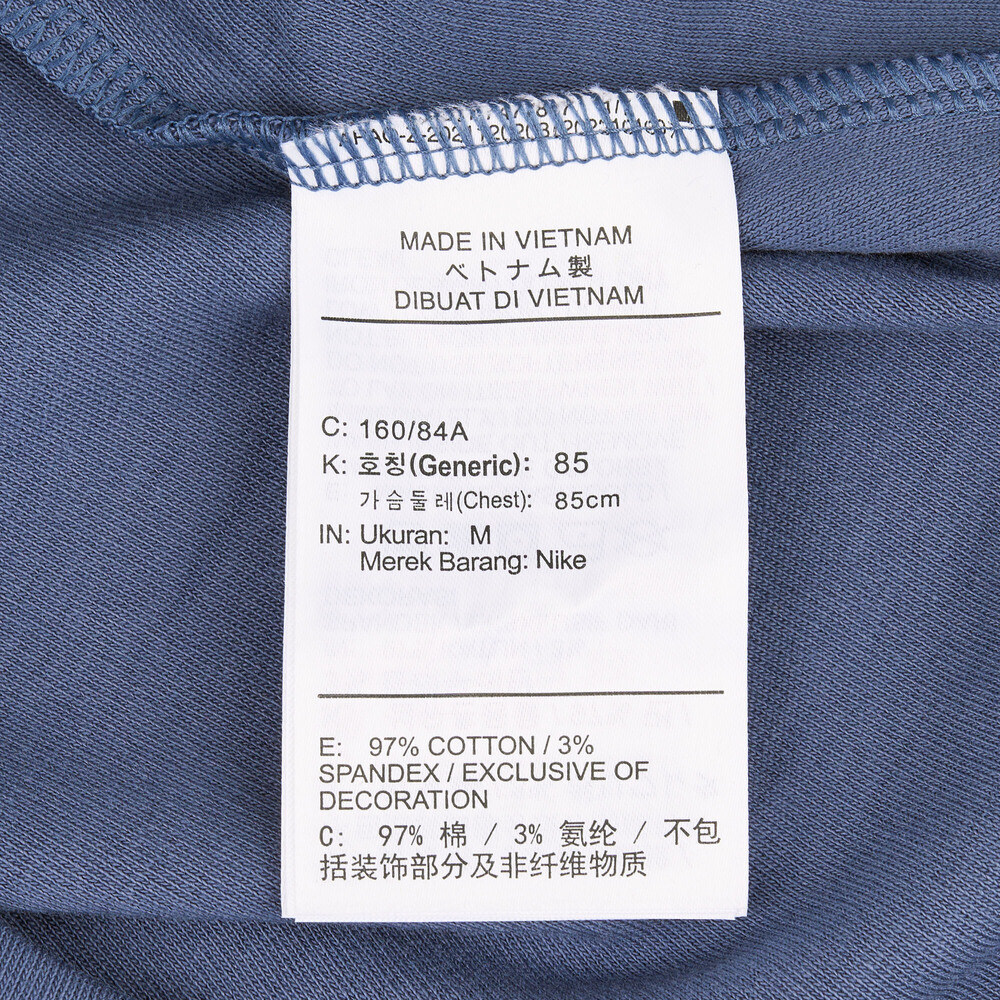 MADE IN VIETNAM
ベトナム製
DIBUAT DI VIETNAM
C: 160/84A
K: 호칭(Generic): 85
가슴둘레(Chest): 85cm
IN: Ukuran: M
Merek Barang: Nike
E: 97% COTTON / 3%
SPANDEX / EXCLUSIVE OF
DECORATION
C: 97% 棉 / 3% 氨纶 / 不包
括装饰部分及非纤维物质